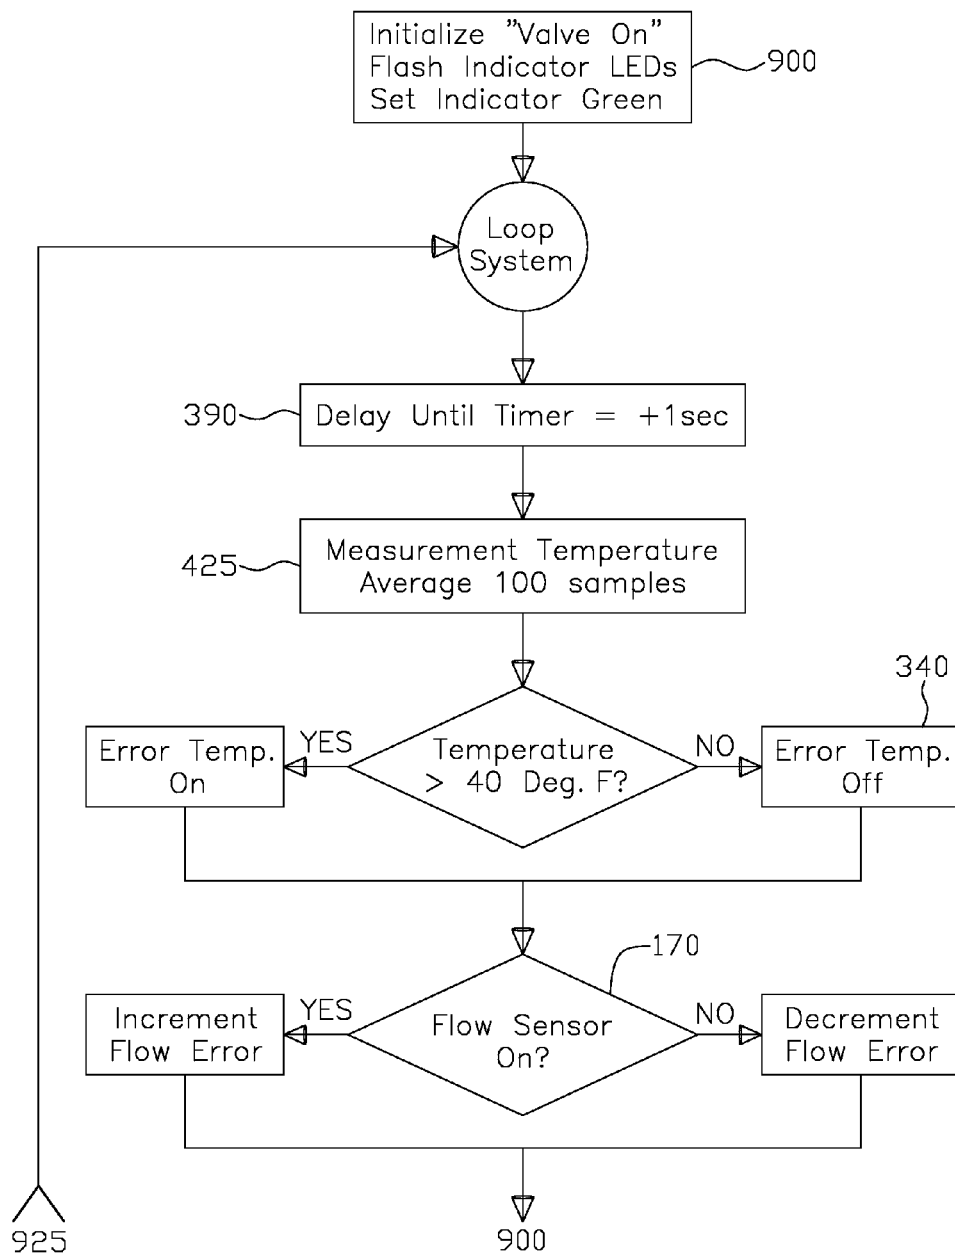 Initialize "Valve On"
Flash Indicator LEDs
Set Indicator Green
900
Loop
System
390
Delay Until Timer = +1sec
425
Measurement Temperature
Average 100 samples
340
Error Temp.
On
YES
Temperature
> 40 Deg. F?
NO
Error Temp.
Off
170
Increment
Flow Error
YES
Flow Sensor
On?
NO
Decrement
Flow Error
925
900